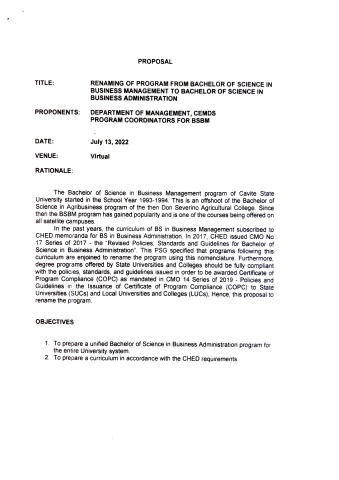 PROPOSAL
TITLE: RENAMING OF PROGRAM FROM BACHELOR OF SCIENCE IN
BUSINESS MANAGEMENT TO BACHELOR OF SCIENCE IN
BUSINESS ADMINISTRATION
PROPONENTS: DEPARTMENT OF MANAGEMENT, CEMDS
PROGRAM COORDINATORS FOR BSBM
DATE: July 13, 2022
VENUE: Virtual
RATIONALE:
The Bachelor of Science in Business Management program of Cavite State
University started in the School Year 1993-1994. This is an offshoot of the Bachelor of
Science in Agribusiness program of the then Don Severino Agricultural College. Since
then the BSBM program has gained popularity and is one of the courses being offered on
all satellite campuses.
In the past years, the curriculum of BS in Business Management subscribed to
CHED memoranda for BS in Business Administration. In 2017, CHED issued CMO No
17 Series of 2017 - the "Revised Policies, Standards and Guidelines for Bachelor of
Science in Business Administration". This PSG specified that programs following this
curriculum are enjoined to rename the program using this nomenclature. Furthermore,
degree programs offered by State Universities and Colleges should be fully compliant
with the policies, standards, and guidelines issued in order to be awarded Certificate of
Program Compliance (COPC) as mandated in CMO 14 Series of 2019 - Policies and
Guidelines in the Issuance of Certificate of Program Compliance (COPC) to State
Universities (SUCs) and Local Universities and Colleges (LUCs), Hence, this proposal to
rename the program.
OBJECTIVES
1. To prepare a unified Bachelor of Science in Business Administration program for
the entire University system.
2. To prepare a curriculum in accordance with the CHED requirements